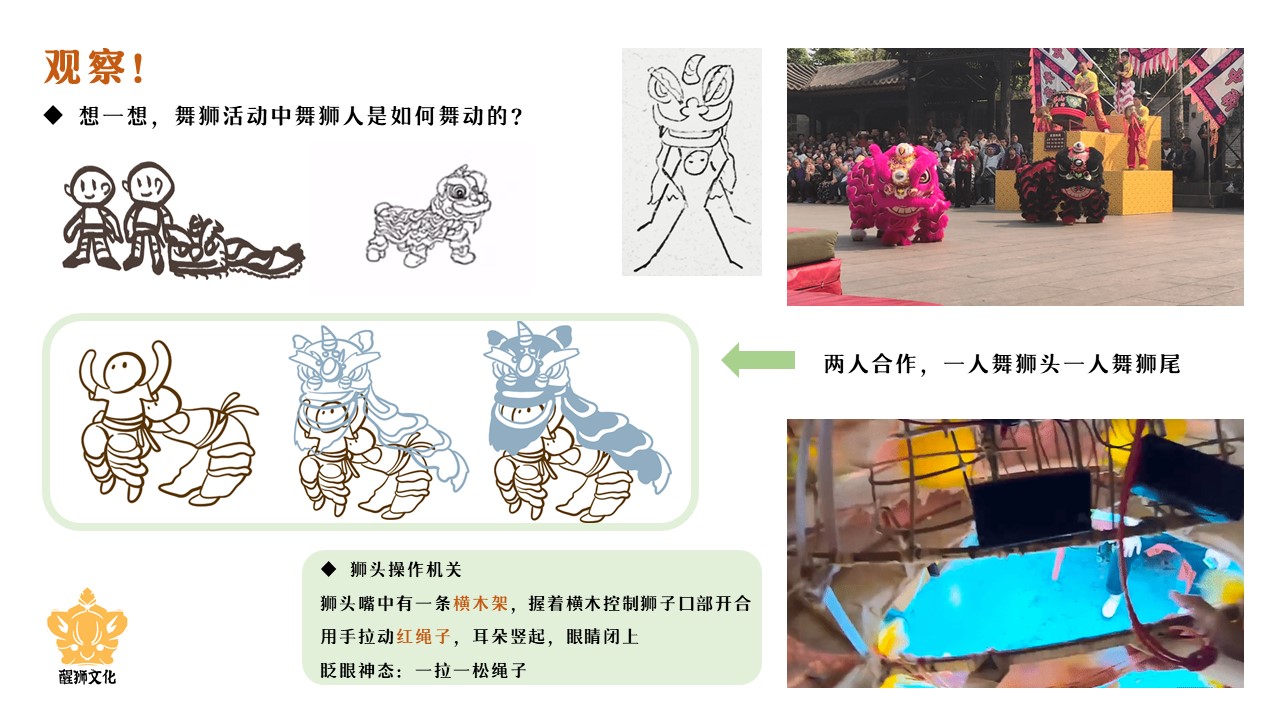 观察！
◆ 想一想，舞狮活动中舞狮人是如何舞动的？
两人合作，一人舞狮头一人舞狮尾
◆ 狮头操作机关
狮头嘴中有一条横木架，握着横木控制狮子口部开合
用手拉动红绳子，耳朵竖起，眼睛闭上
眨眼神态：一拉一松绳子
醒狮文化